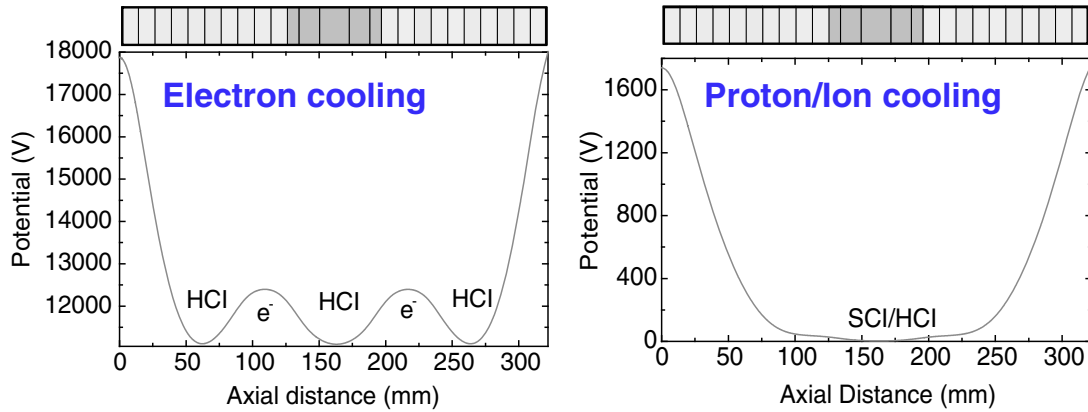 Electron cooling
Potential (V)
18000
17000
16000
15000
14000
13000
12000
HCI
e-
HCI
e-
HCI
0 50 100 150 200 250 300
Axial distance (mm)
Proton/Ion cooling
Potential (V)
1600
1200
800
400
0
SCI/HCI
0 50 100 150 200 250 300
Axial Distance (mm)